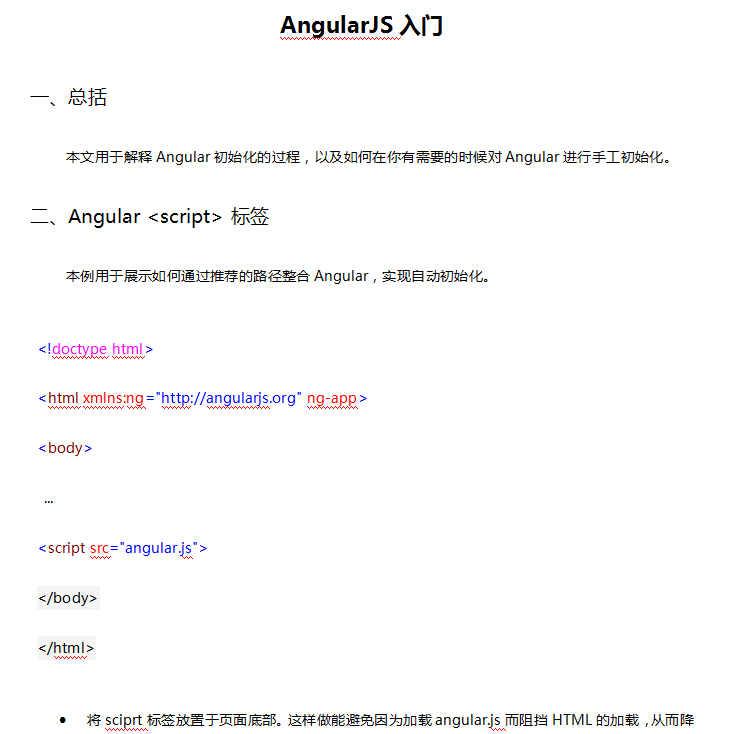 AngularJS 入门
一、总括
本文用于解释 Angular 初始化的过程，以及如何在你有需要的时候对 Angular 进行手工初始化。
二、Angular <script> 标签
本例用于展示如何通过推荐的路径整合 Angular，实现自动初始化。
<!doctype html>
<html xmlns:ng="http://angularjs.org" ng-app>
<body>
...
<script src="angular.js">
</body>
</html>
● 将 sciprt 标签放置于页面底部。这样做能避免因为加载 angular.js 而阻挡 HTML 的加载，从而降